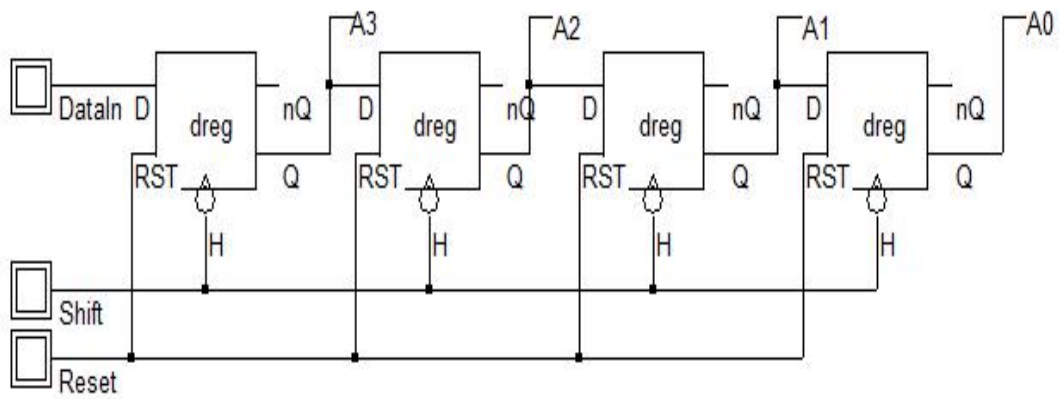 A3 A2 A1 A0
DataIn D nQ D nQ D nQ D nQ
dreg dreg dreg dreg
RST Q RST Q RST Q RST Q
H H H H
Shift
Reset